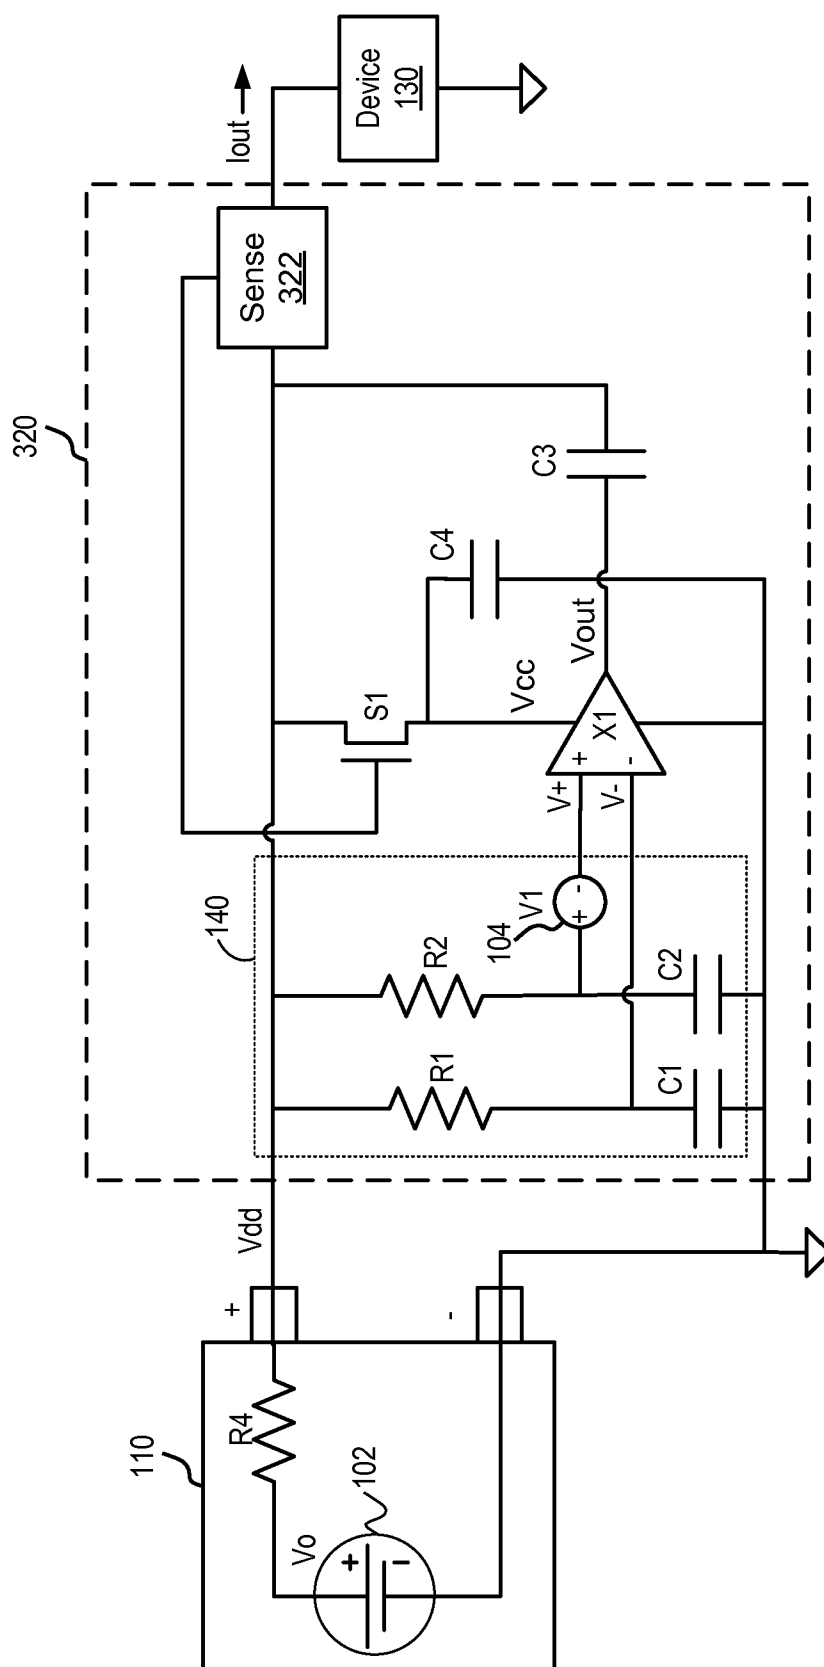 110
Vo
+
-
102
R4
+
-
Vdd
320
140
R1
R2
C1
C2
104
V1
+ -
V+
V-
+
-
X1
Vcc
Vout
S1
C4
C3
Sense
322
Iout
Device
130